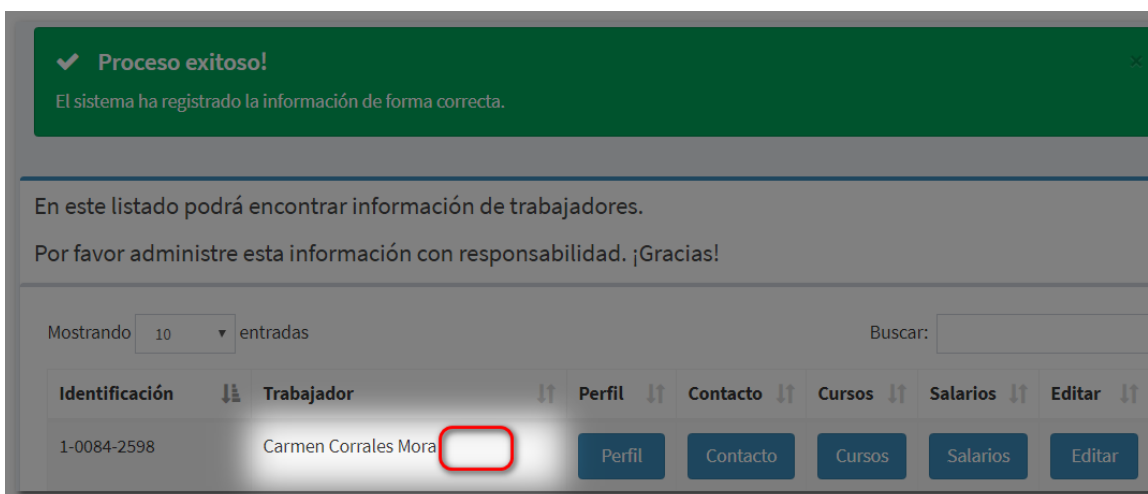 Proceso exitoso!
×
El sistema ha registrado la información de forma correcta.
En este listado podrá encontrar información de trabajadores.
Por favor administre esta información con responsabilidad. ¡Gracias!
Mostrando 10 entradas Buscar:
Identificación Trabajador Perfil Contacto Cursos Salarios Editar
1-0084-2598 Carmen Corrales Mora Perfil Contacto Cursos Salarios Editar